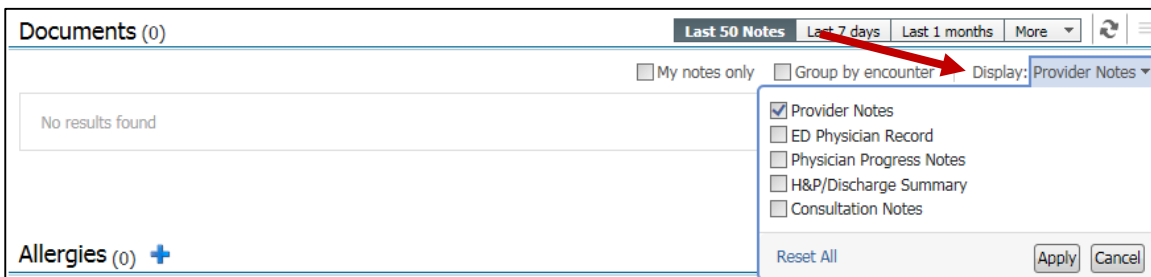 Documents (0)
Last 50 Notes Last 7 days Last 1 months More
My notes only Group by encounter Display: Provider Notes
No results found
Provider Notes
ED Physician Record
Physician Progress Notes
H&P/Discharge Summary
Consultation Notes
Reset All Apply Cancel
Allergies (0)